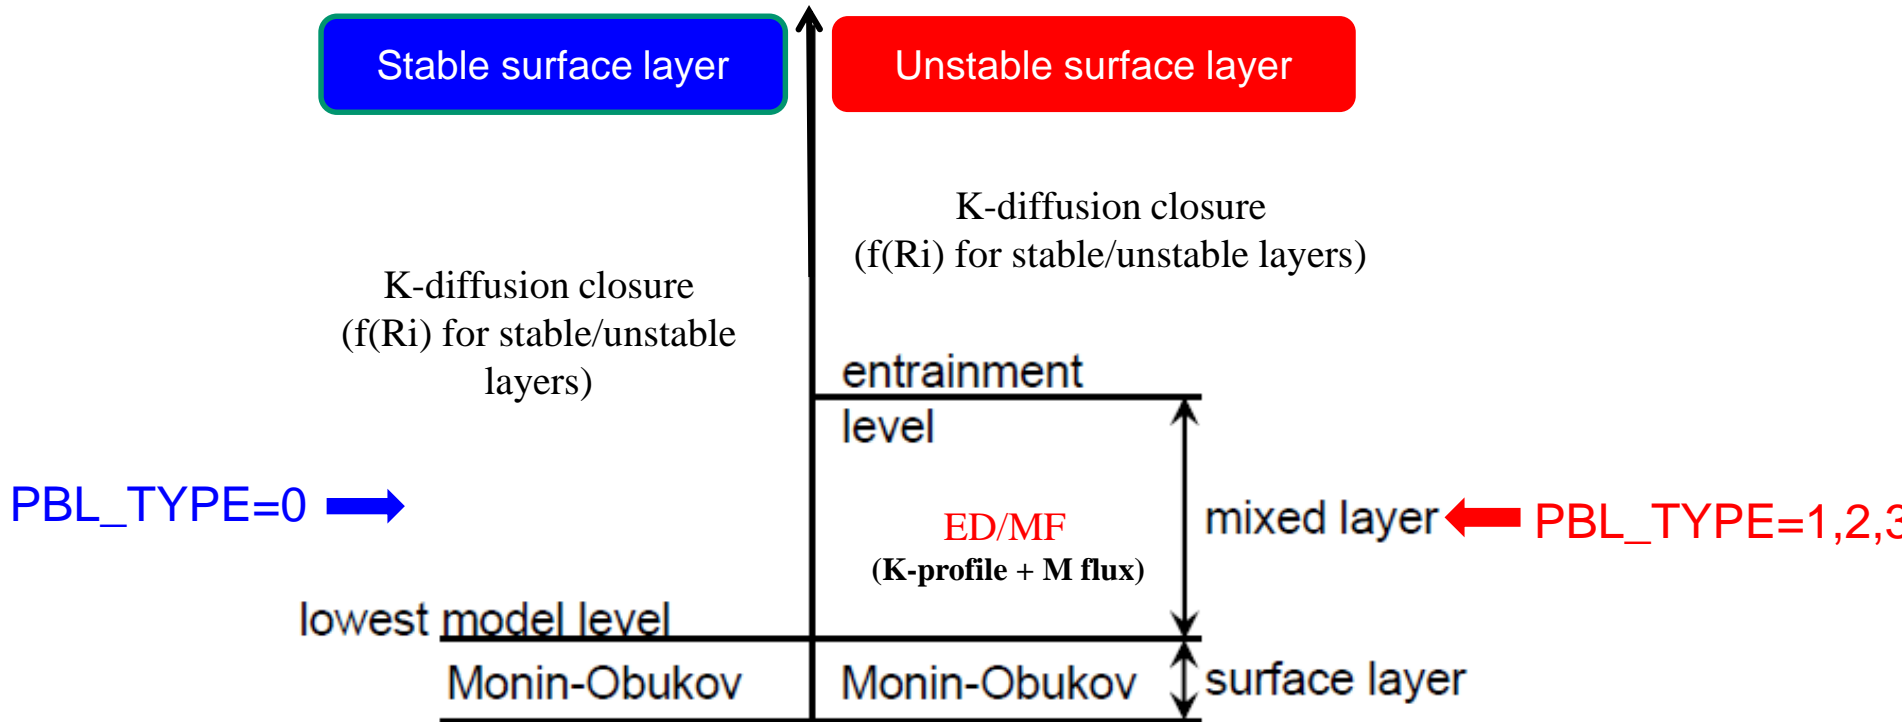 Stable surface layer
Unstable surface layer
K-diffusion closure
(f(Ri) for stable/unstable layers)
K-diffusion closure
(f(Ri) for stable/unstable
layers)
entrainment
level
PBL_TYPE=0
ED/MF
(K-profile + M flux)
mixed layer
PBL_TYPE=1,2,3
lowest model level
Monin-Obukov
Monin-Obukov
surface layer